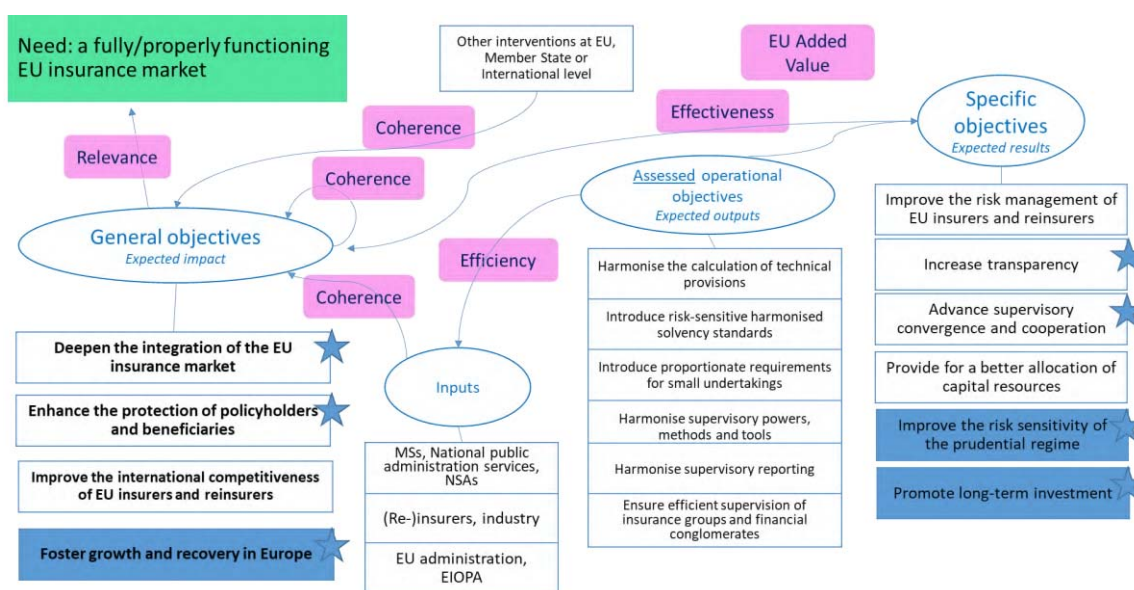 Need: a fully/properly functioning
EU insurance market
Other interventions at EU,
Member State or
International level
EU Added
Value
Relevance
Coherence
Coherence
Effectiveness
Specific
objectives
Expected results
General objectives
Expected impact
Coherence
Efficiency
Assessed operational
objectives
Expected outputs
Inputs
Deepen the integration of the EU
insurance market
Enhance the protection of policyholders
and beneficiaries
Improve the international competitiveness
of EU insurers and reinsurers
Foster growth and recovery in Europe
MSs, National public
administration services,
NSAs
(Re-)insurers, industry
EU administration,
EIOPA
Harmonise the calculation of technical
provisions
Introduce risk-sensitive harmonised
solvency standards
Introduce proportionate requirements
for small undertakings
Harmonise supervisory powers,
methods and tools
Harmonise supervisory reporting
Ensure efficient supervision of
insurance groups and financial
conglomerates
Improve the risk management of
EU insurers and reinsurers
Increase transparency
Advance supervisory
convergence and cooperation
Provide for a better allocation of
capital resources
Improve the risk sensitivity of
the prudential regime
Promote long-term investment